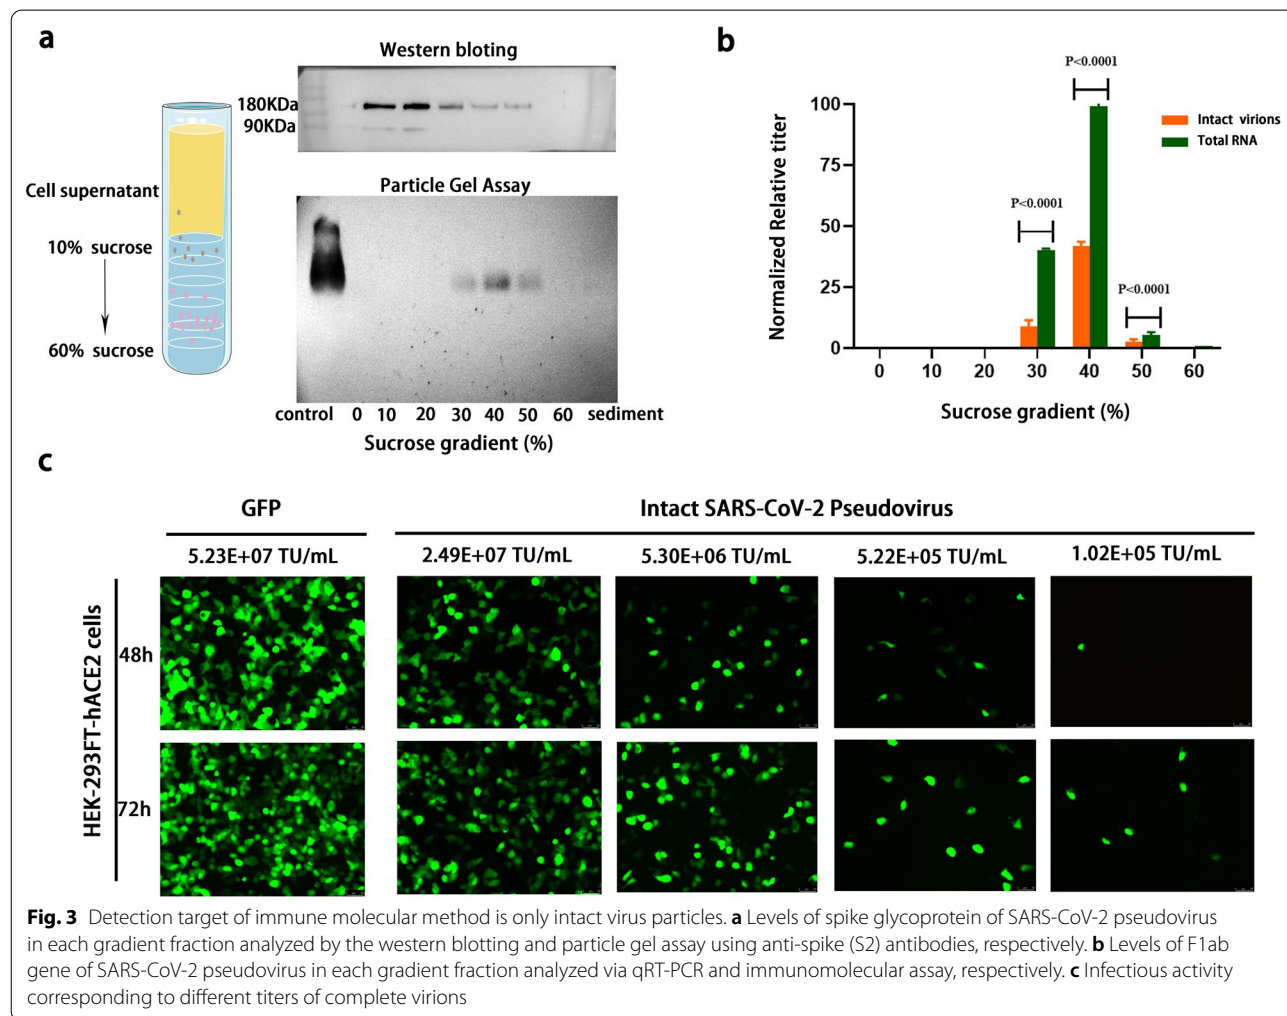 a
Western bloting
180KDa
90KDa
Cell supernatant
10% sucrose
60% sucrose
Particle Gel Assay
control 0 10 20 30 40 50 60 sediment
Sucrose gradient (%)
b
Normalized Relative titer
100
75
50
25
0
P<0.0001
P<0.0001
P<0.0001
Intact virions
Total RNA
0 10 20 30 40 50 60
Sucrose gradient (%)
c
GFP
Intact SARS-CoV-2 Pseudovirus
5.23E+07 TU/mL 2.49E+07 TU/mL 5.30E+06 TU/mL 5.22E+05 TU/mL 1.02E+05 TU/mL
HEK-293FT-hACE2 cells
48h
72h
Fig. 3 Detection target of immune molecular method is only intact virus particles. a Levels of spike glycoprotein of SARS-CoV-2 pseudovirus
in each gradient fraction analyzed by the western blotting and particle gel assay using anti-spike (S2) antibodies, respectively. b Levels of F1ab
gene of SARS-CoV-2 pseudovirus in each gradient fraction analyzed via qRT-PCR and immunomolecular assay, respectively. c Infectious activity
corresponding to different titers of complete virions